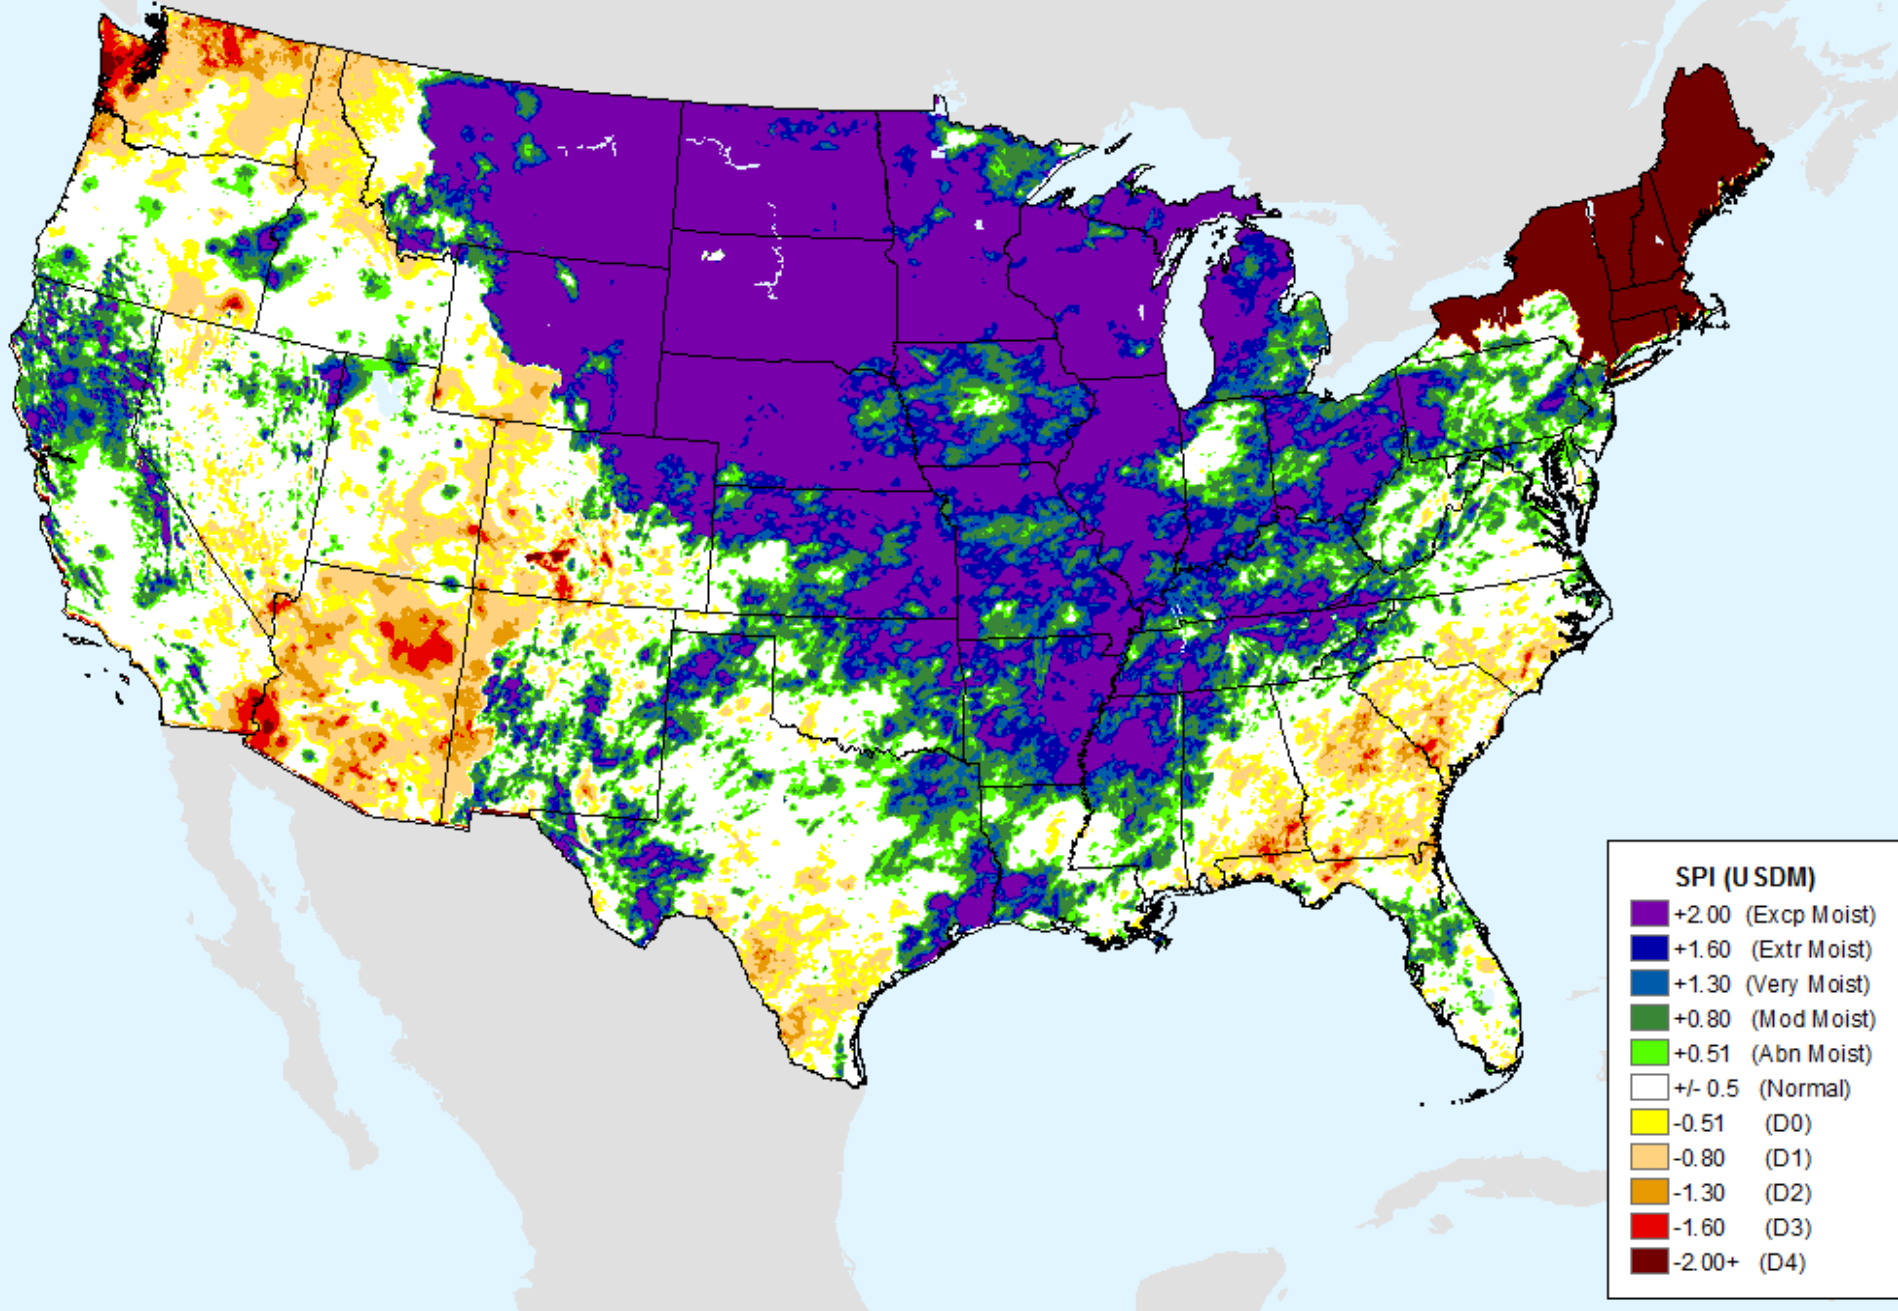 SPI (USDM)
+2.00 (Excp Moist)
+1.60 (Extr Moist)
+1.30 (Very Moist)
+0.80 (Mod Moist)
+0.51 (Abn Moist)
+/- 0.5 (Normal)
-0.51 (D0)
-0.80 (D1)
-1.30 (D2)
-1.60 (D3)
-2.00+ (D4)